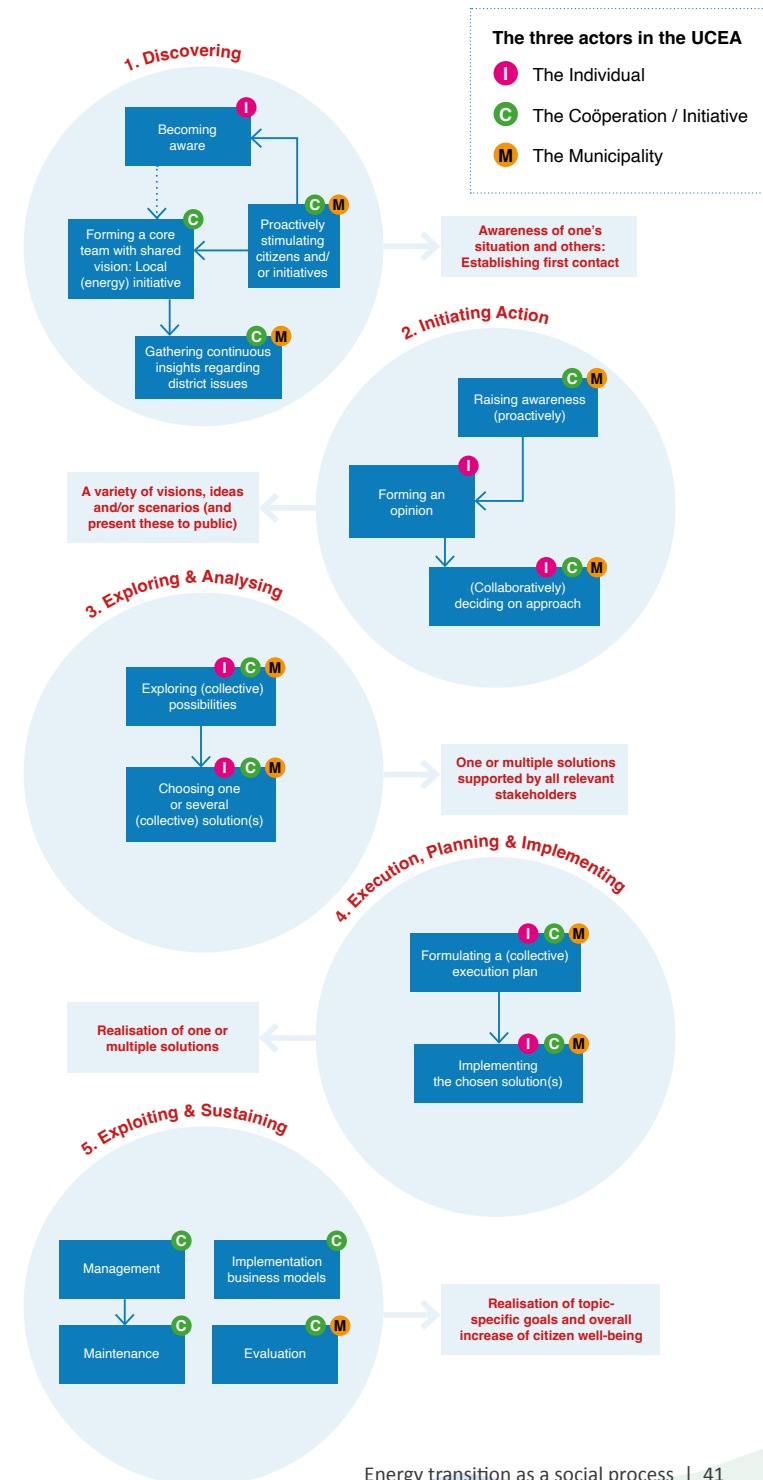 The three actors in the UCEA
I The Individual
C The Coöperation / Initiative
M The Municipality
1. Discovering
I
Becoming
aware
C M
Proactively
stimulating
citizens and/
or initiatives
C
Forming a core
team with shared
vision: Local
(energy) initiative
C M
Gathering continuous
insights regarding
district issues
Awareness of one's
situation and others:
Establishing first contact
2. Initiating Action
C M
Raising awareness
(proactively)
I
Forming an
opinion
I C M
(Collaboratively)
deciding on approach
A variety of visions, ideas
and/or scenarios (and
present these to public)
3. Exploring & Analysing
I C M
Exploring (collective)
possibilities
I C M
Choosing one
or several
(collective) solution(s)
One or multiple solutions
supported by all relevant
stakeholders
4. Execution, Planning & Implementing
I C M
Formulating a (collective)
execution plan
I C M
Implementing
the chosen solution(s)
Realisation of one or
multiple solutions
5. Exploiting & Sustaining
C
Management
C
Implementation
business models
C
Maintenance
C M
Evaluation
Realisation of topic-
specific goals and overall
increase of citizen well-being
Energy transition as a social process | 41